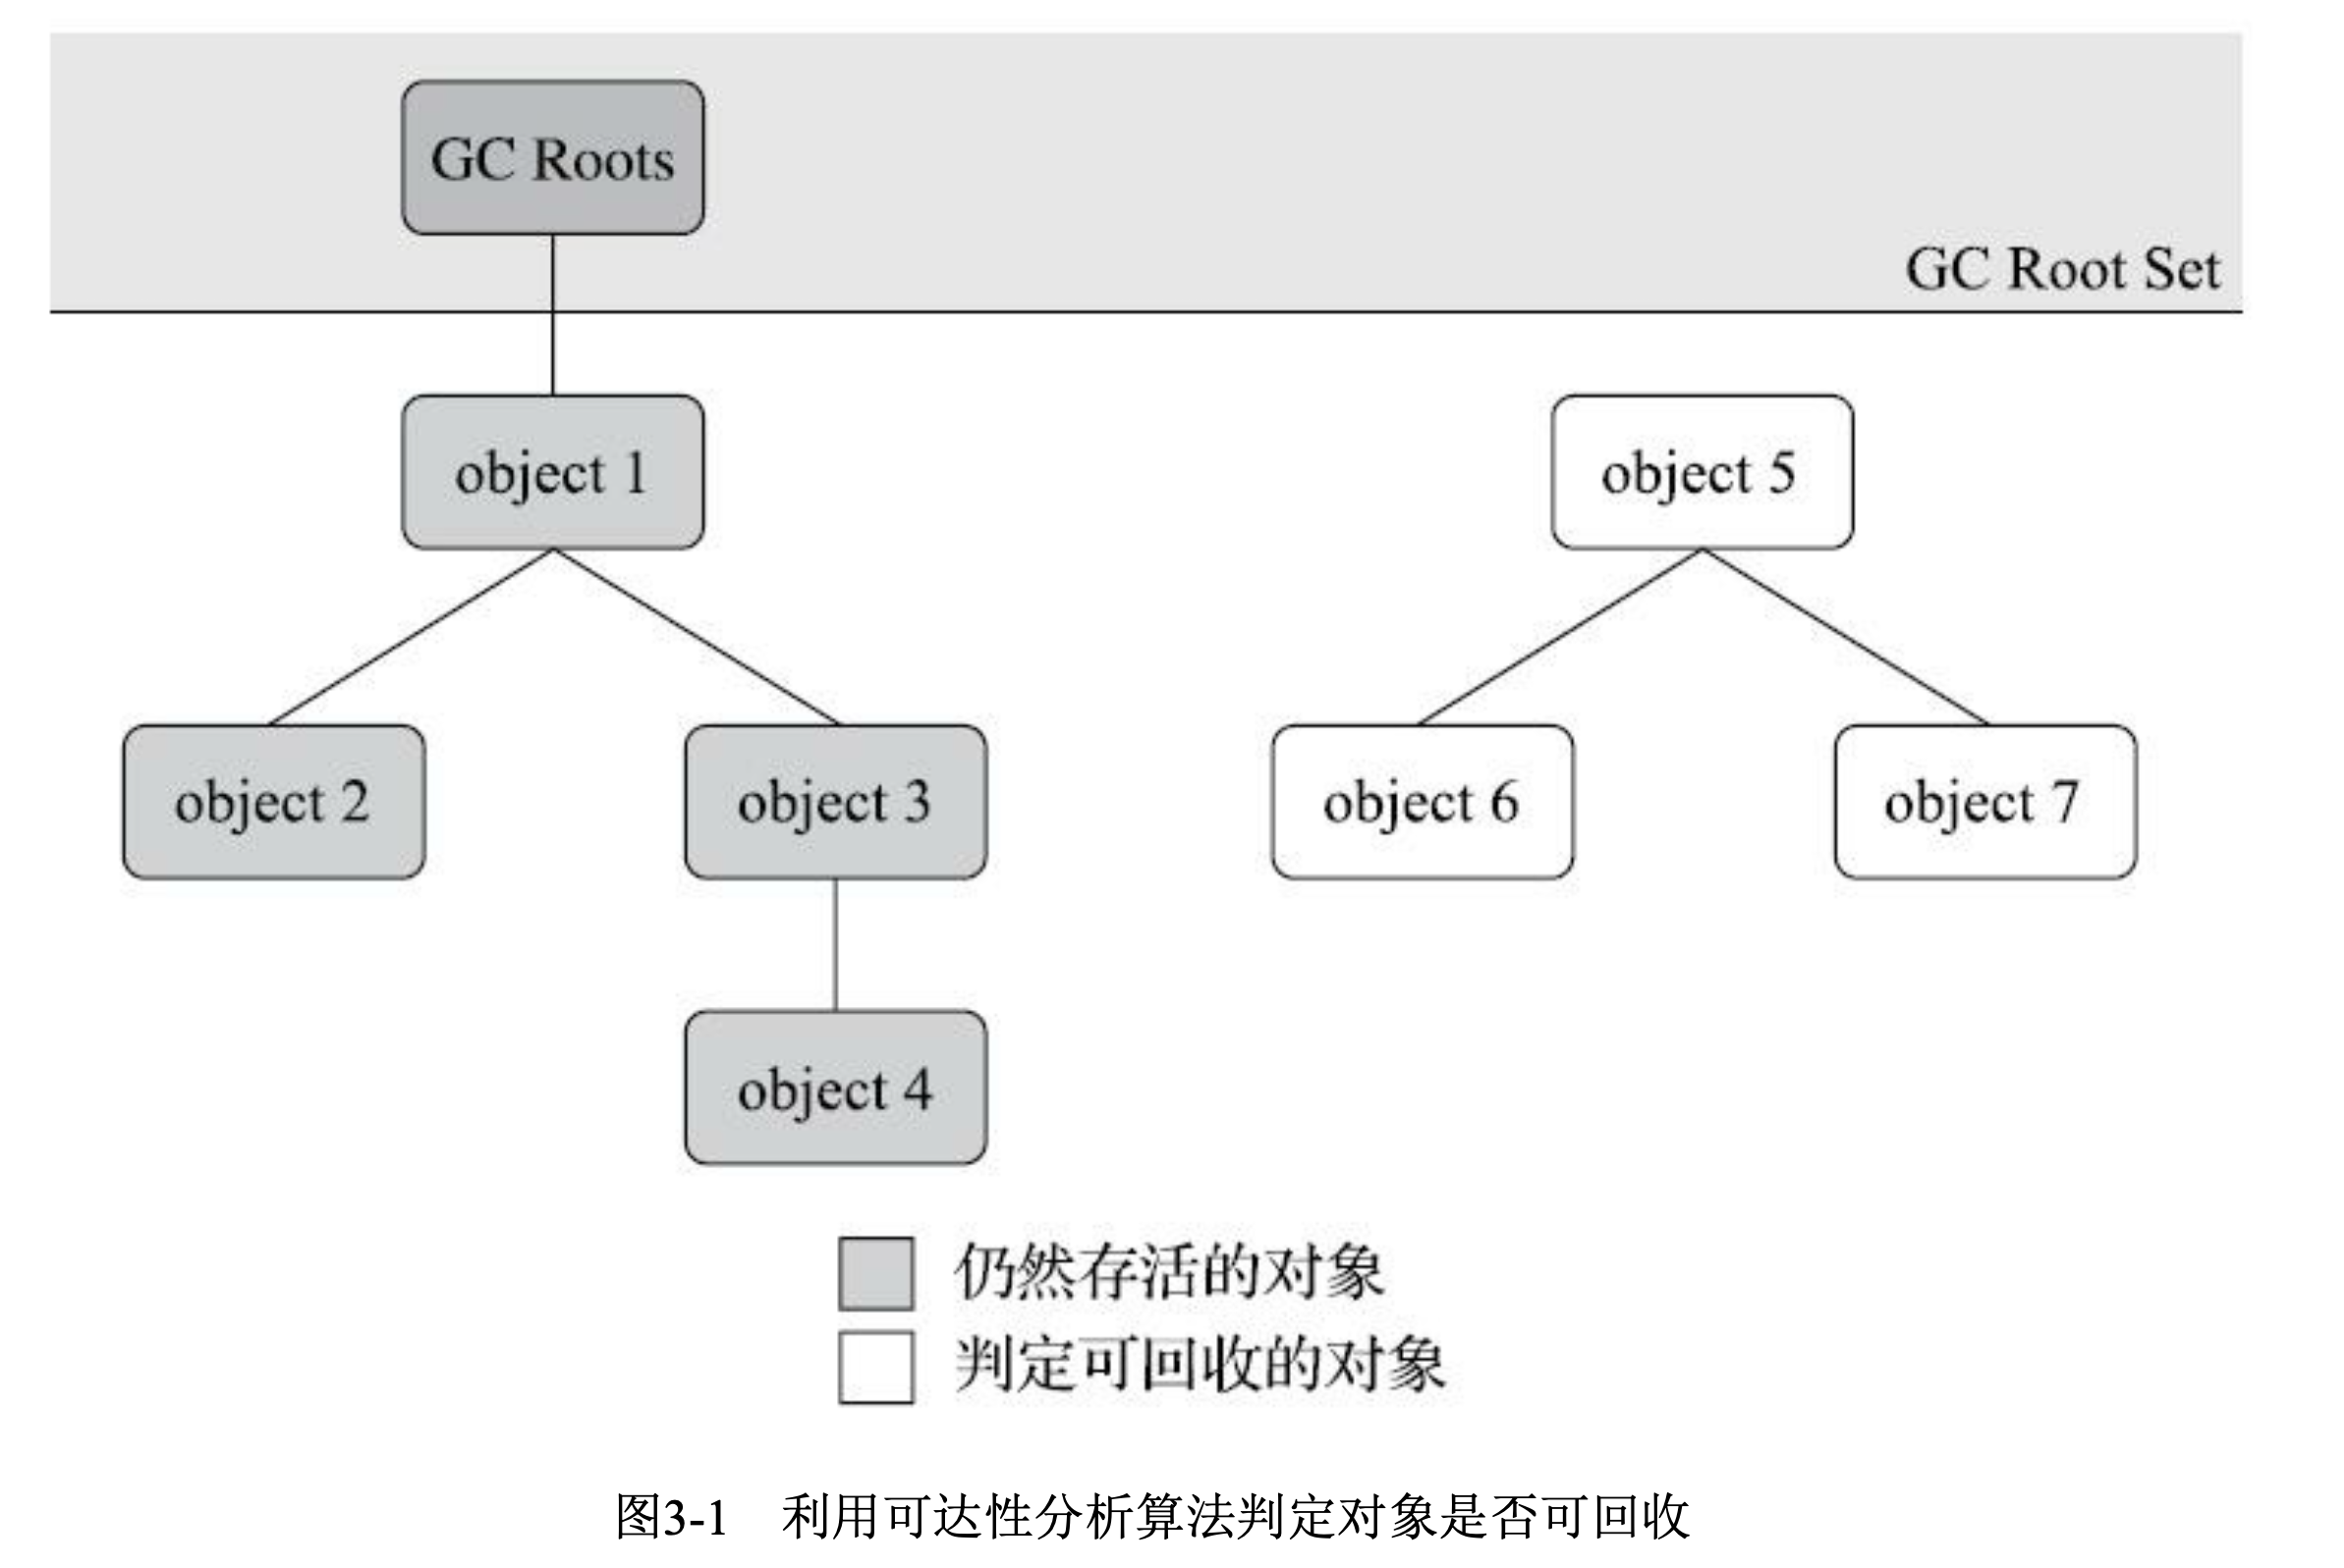 GC Roots
GC Root Set
object 1
object 5
object 2
object 3
object 6
object 7
object 4
仍然存活的对象
判定可回收的对象
图3-1 利用可达性分析算法判定对象是否可回收